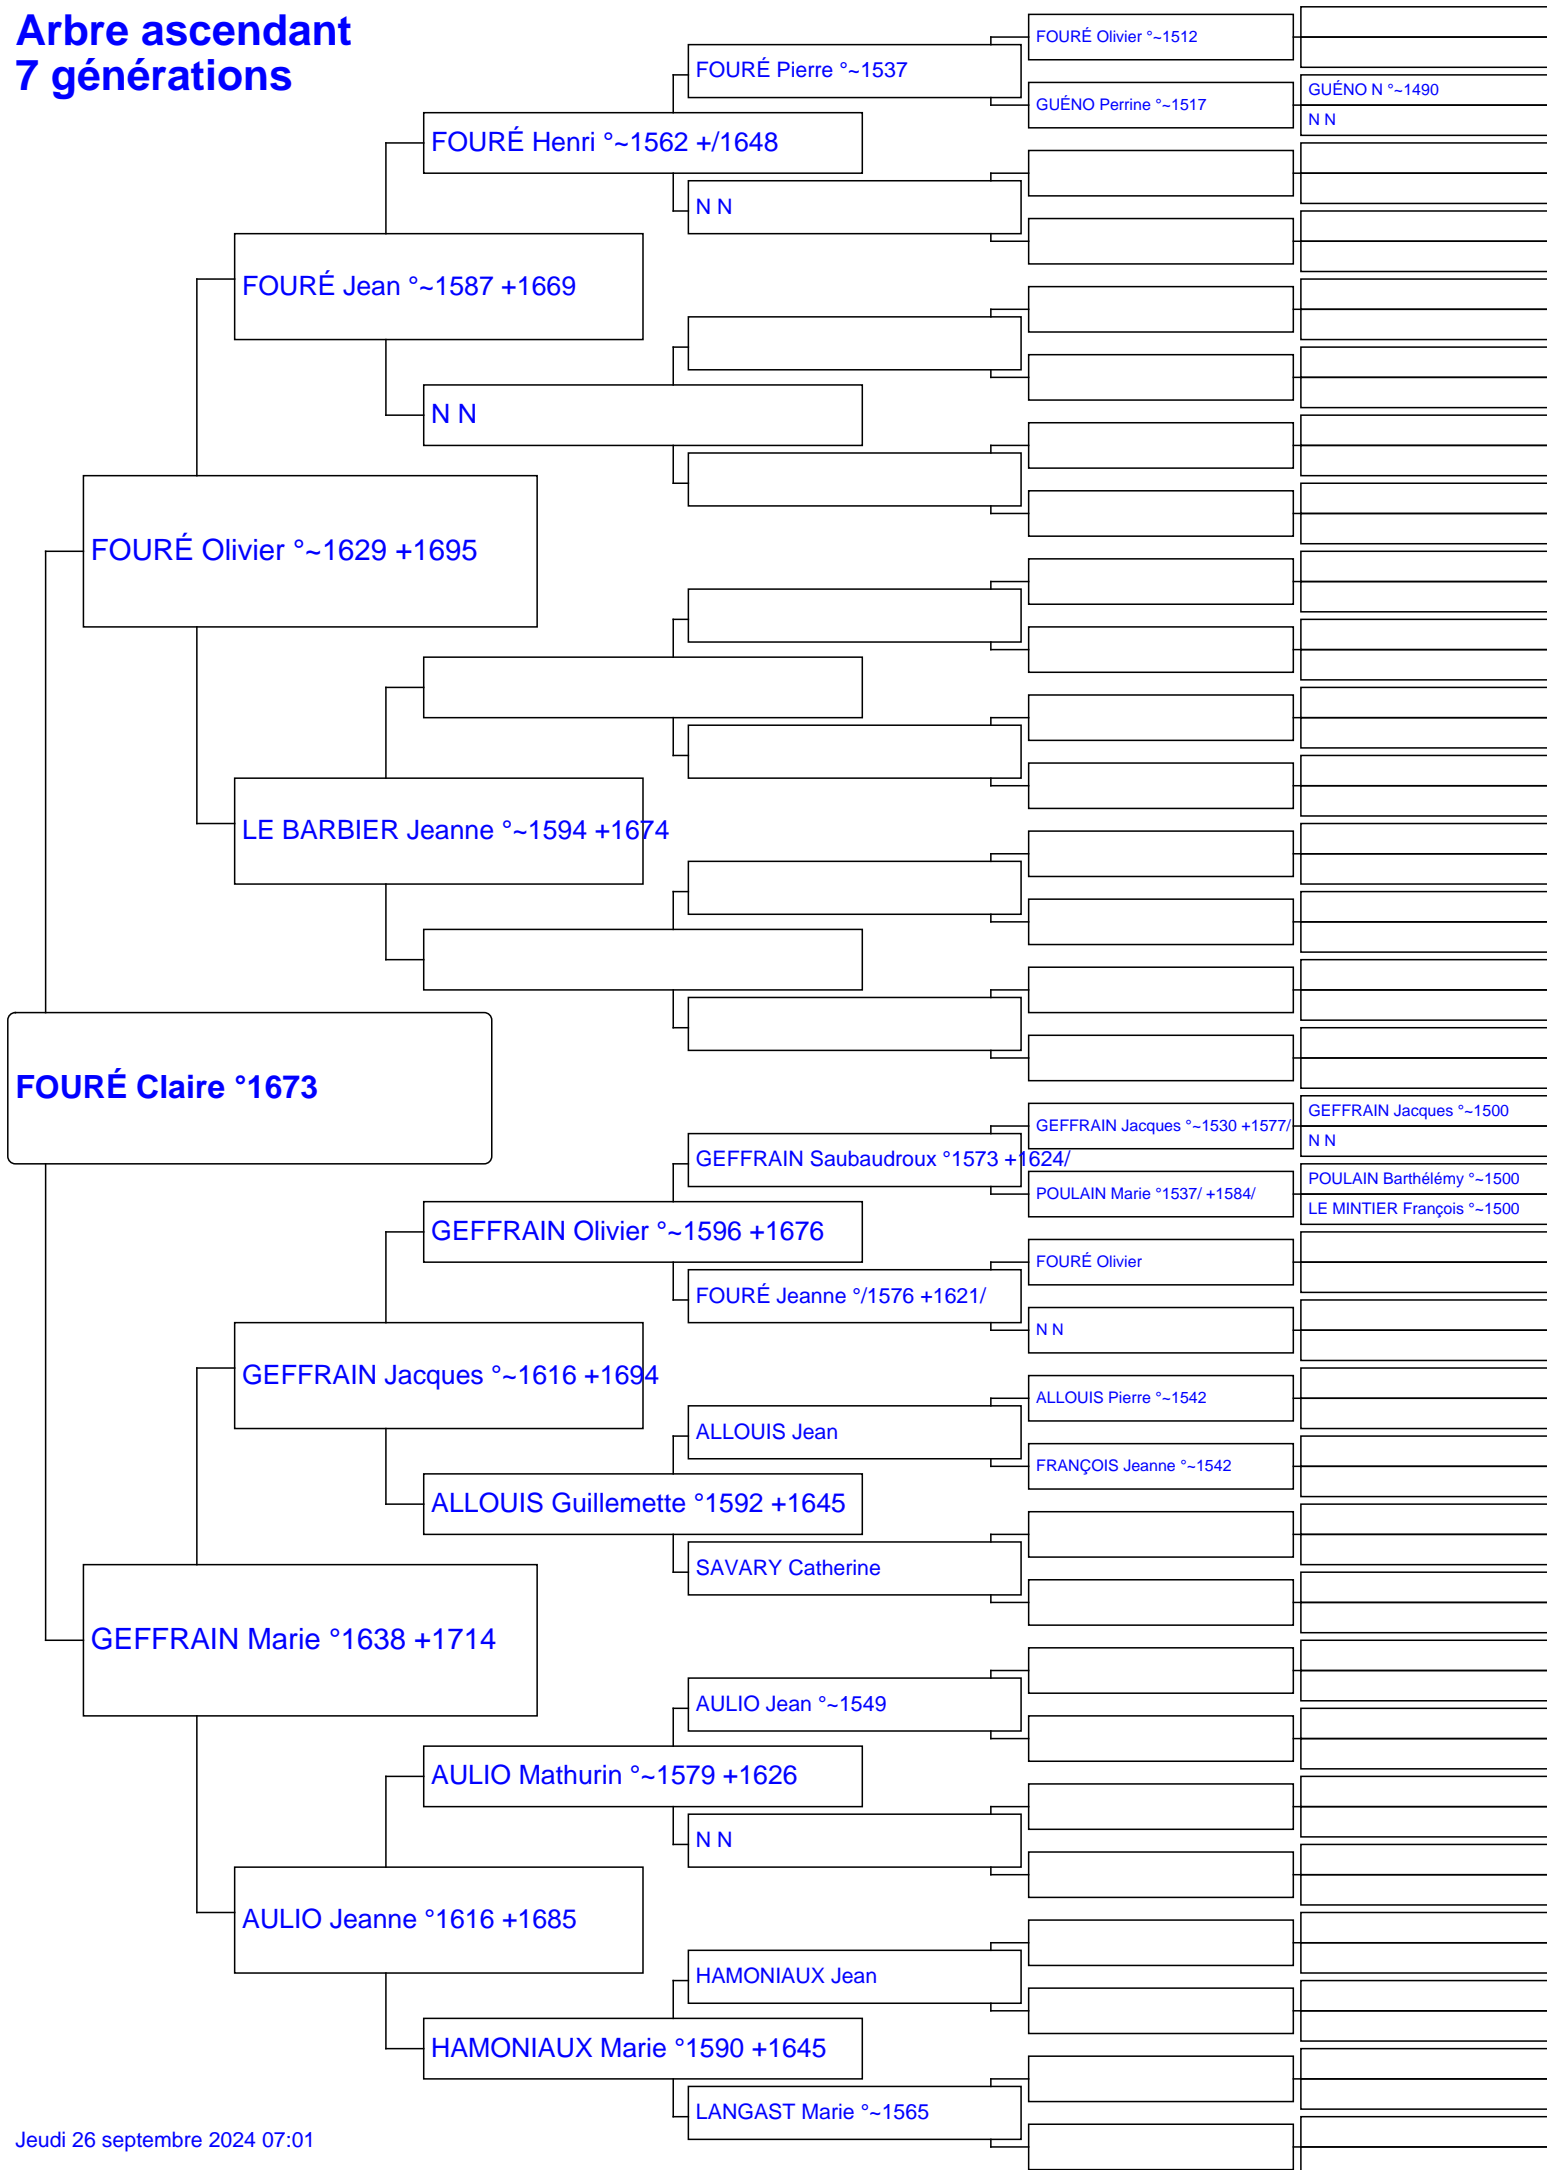 Arbre ascendant
7 générations
FOURÉ Olivier °~1512
FOURÉ Pierre °~1537
GUÉNO N °~1490
GUÉNO Perrine °~1517
N N
FOURÉ Henri °~1562 +/1648
N N
FOURÉ Jean °~1587 +1669
N N
FOURÉ Olivier °~1629 +1695
LE BARBIER Jeanne °~1594 +1674
FOURÉ Claire °1673
GEFFRAIN Jacques °~1500
GEFFRAIN Jacques °~1530 +1577/
N N
GEFFRAIN Saubaudroux °1573 +1624/
POULAIN Barthélémy °~1500
POULAIN Marie °1537/ +1584/
LE MINTIER François °~1500
GEFFRAIN Olivier °~1596 +1676
FOURÉ Olivier
FOURÉ Jeanne °/1576 +1621/
N N
GEFFRAIN Jacques °~1616 +1694
ALLOUIS Pierre °~1542
ALLOUIS Jean
FRANÇOIS Jeanne °~1542
ALLOUIS Guillemette °1592 +1645
SAVARY Catherine
GEFFRAIN Marie °1638 +1714
AULIO Jean °~1549
AULIO Mathurin °~1579 +1626
N N
AULIO Jeanne °1616 +1685
HAMONIAUX Jean
HAMONIAUX Marie °1590 +1645
LANGAST Marie °~1565
Jeudi 26 septembre 2024 07:01